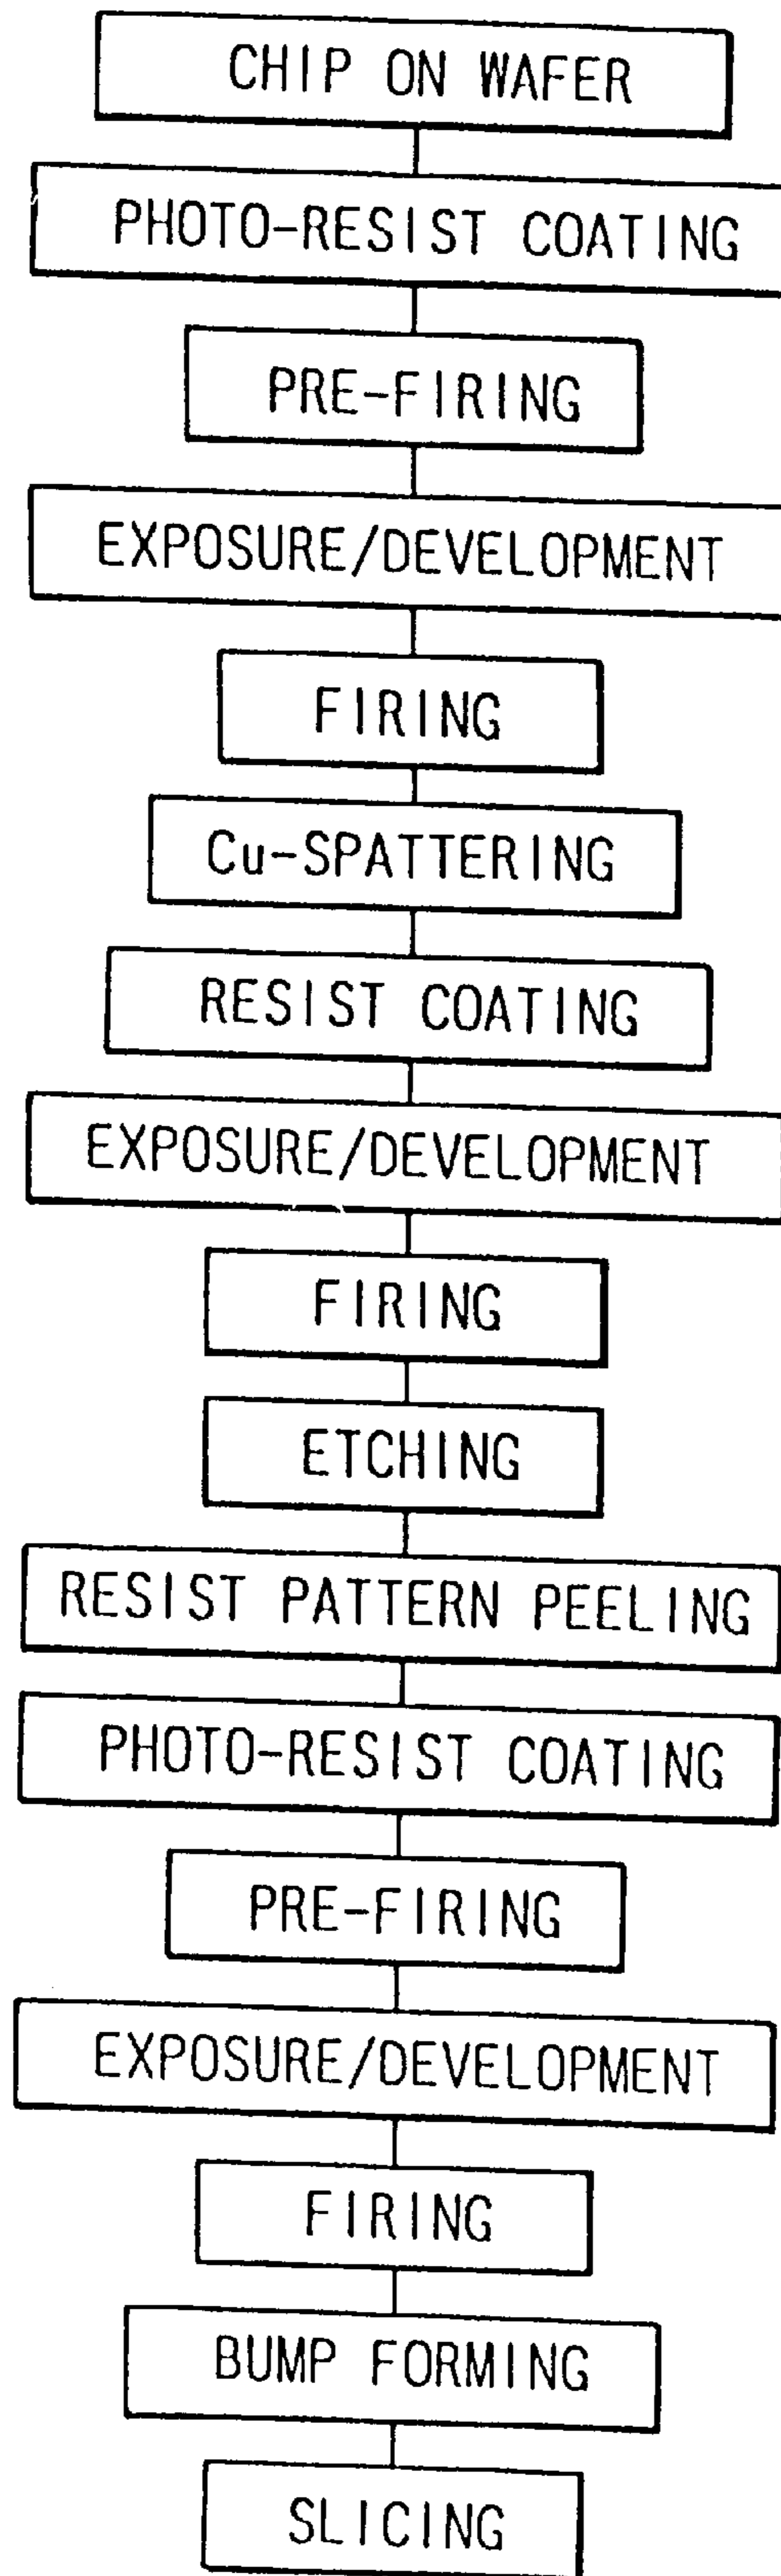 CHIP ON WAFER
PHOTO-RESIST COATING
PRE-FIRING
EXPOSURE/DEVELOPMENT
FIRING
Cu-SPATTERING
RESIST COATING
EXPOSURE/DEVELOPMENT
FIRING
ETCHING
RESIST PATTERN PEELING
PHOTO-RESIST COATING
PRE-FIRING
EXPOSURE/DEVELOPMENT
FIRING
BUMP FORMING
SLICING